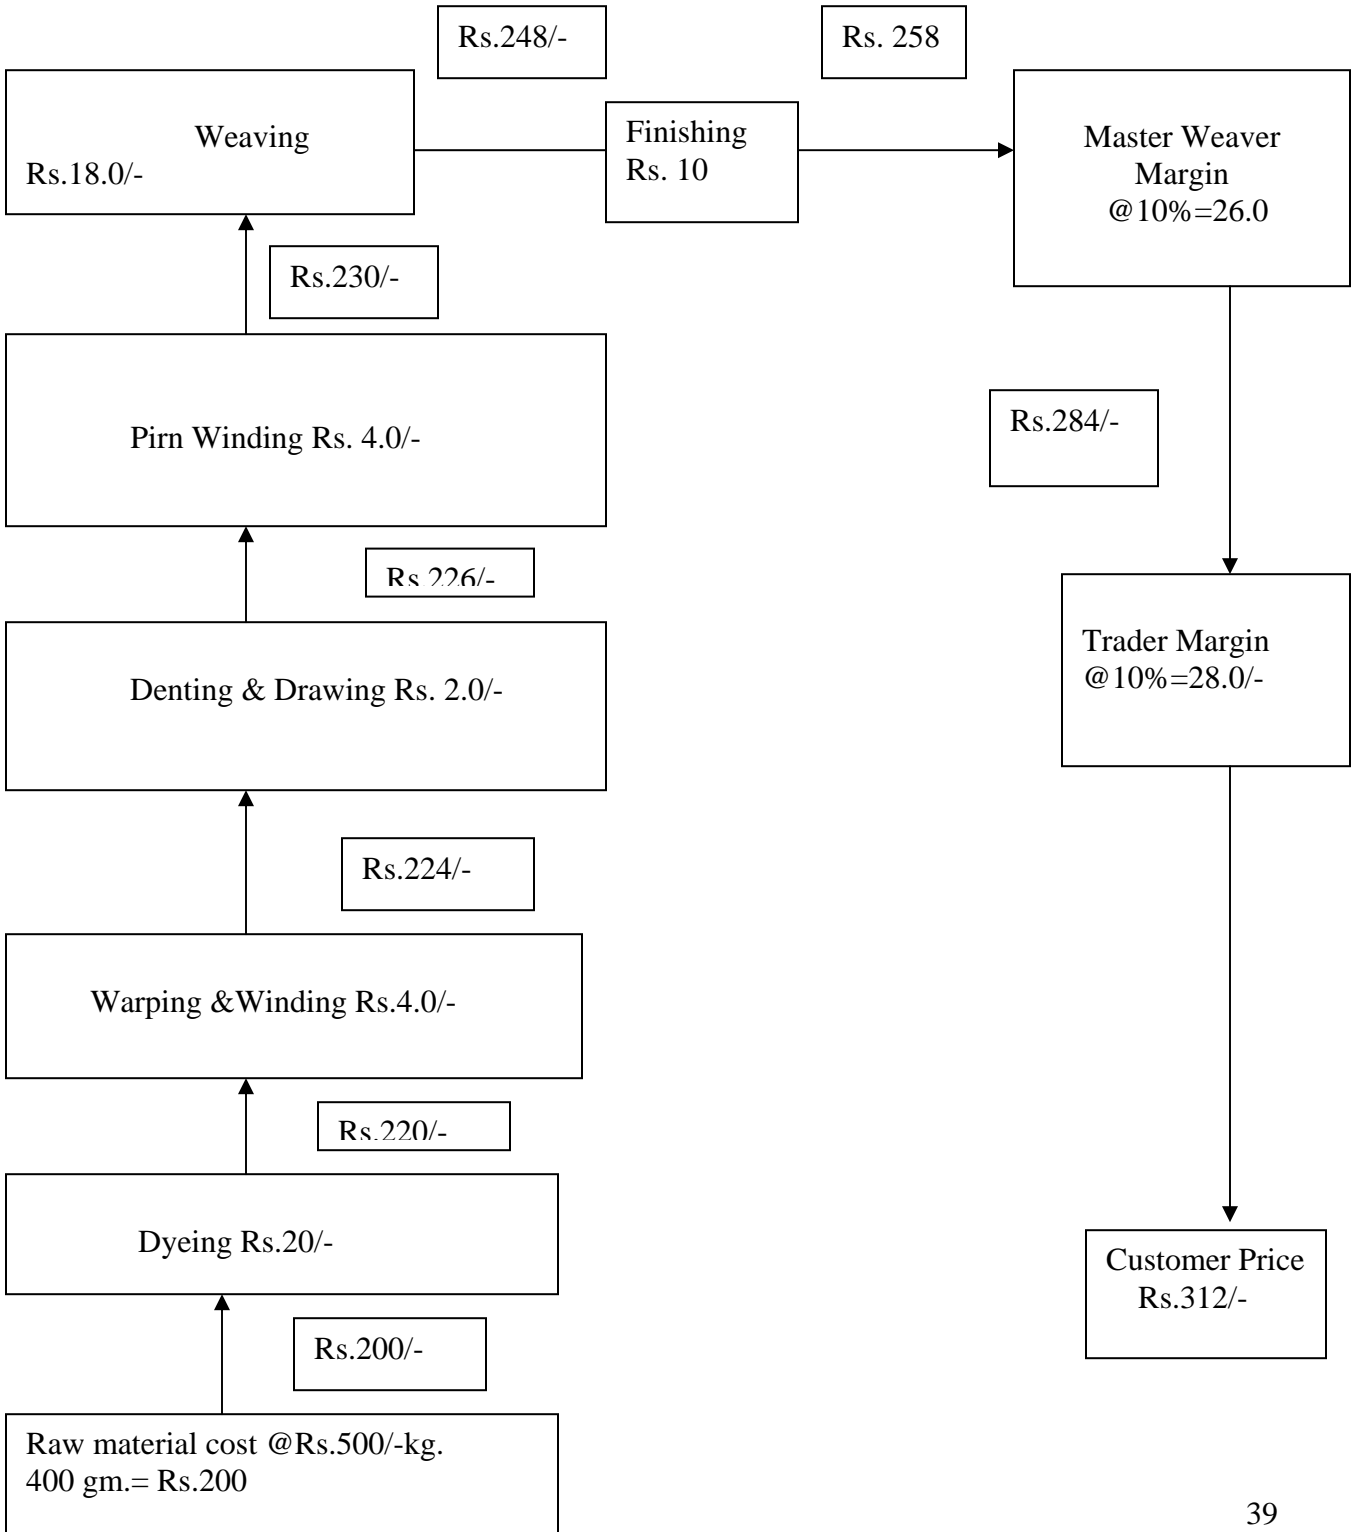 Rs.248/-
Rs. 258
Weaving
Rs.18.0/-
Finishing
Rs. 10
Master Weaver
Margin
@10%=26.0
Rs.230/-
Pirn Winding Rs. 4.0/-
Rs.284/-
Rs.226/-
Denting & Drawing Rs. 2.0/-
Trader Margin
@10%=28.0/-
Rs.224/-
Warping &Winding Rs.4.0/-
Rs.220/-
Dyeing Rs.20/-
Customer Price
Rs.312/-
Rs.200/-
Raw material cost @Rs.500/-kg.
400 gm.= Rs.200
39